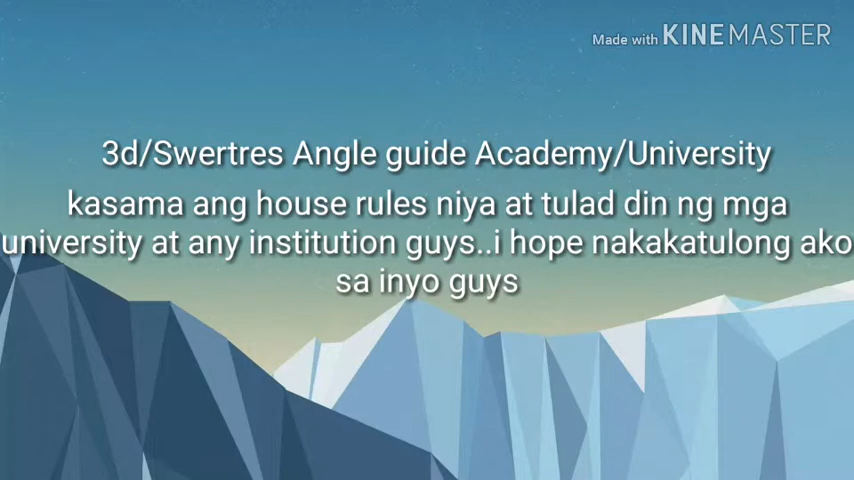 Made with KINEMASTER
3d/Swertres Angle guide Academy/University
kasama ang house rules niya at tulad din ng mga
university at any institution guys..i hope nakakatulong ako
sa inyo guys